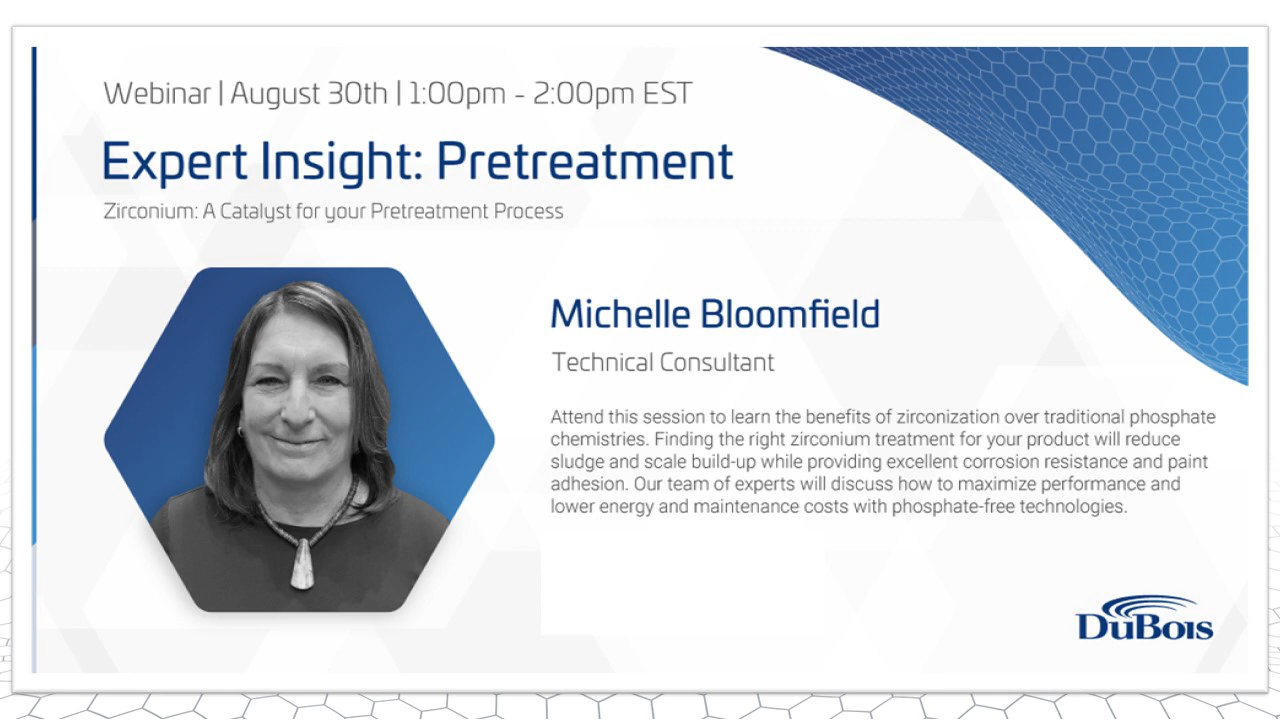 Webinar | August 30th | 1:00pm - 2:00pm EST
Expert Insight: Pretreatment
Zirconium: A Catalyst for your Pretreatment Process
Michelle Bloomfield
Technical Consultant
Attend this session to learn the benefits of zirconization over traditional phosphate
chemistries. Finding the right zirconium treatment for your product will reduce
sludge and scale build-up while providing excellent corrosion resistance and paint
adhesion. Our team of experts will discuss how to maximize performance and
lower energy and maintenance costs with phosphate-free technologies.
DuBois